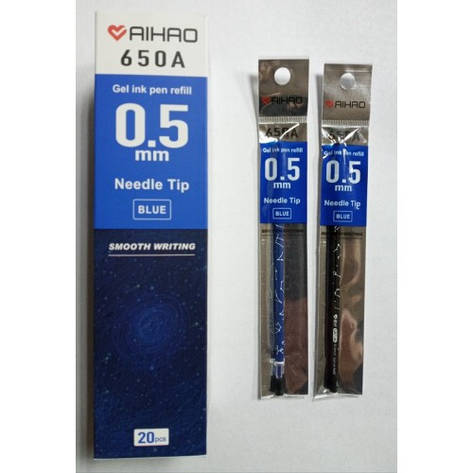 AIHAO
650A
Gel ink pen refill
0.5
mm
Needle Tip
BLUE
SMOOTH WRITING
20pcs
AIHAO
650A
Gel ink pen refill
0.5
mm
Needle Tip
BLUE
AIHAO
650A
Gel ink pen refill
0.5
mm
Needle Tip
BLUE